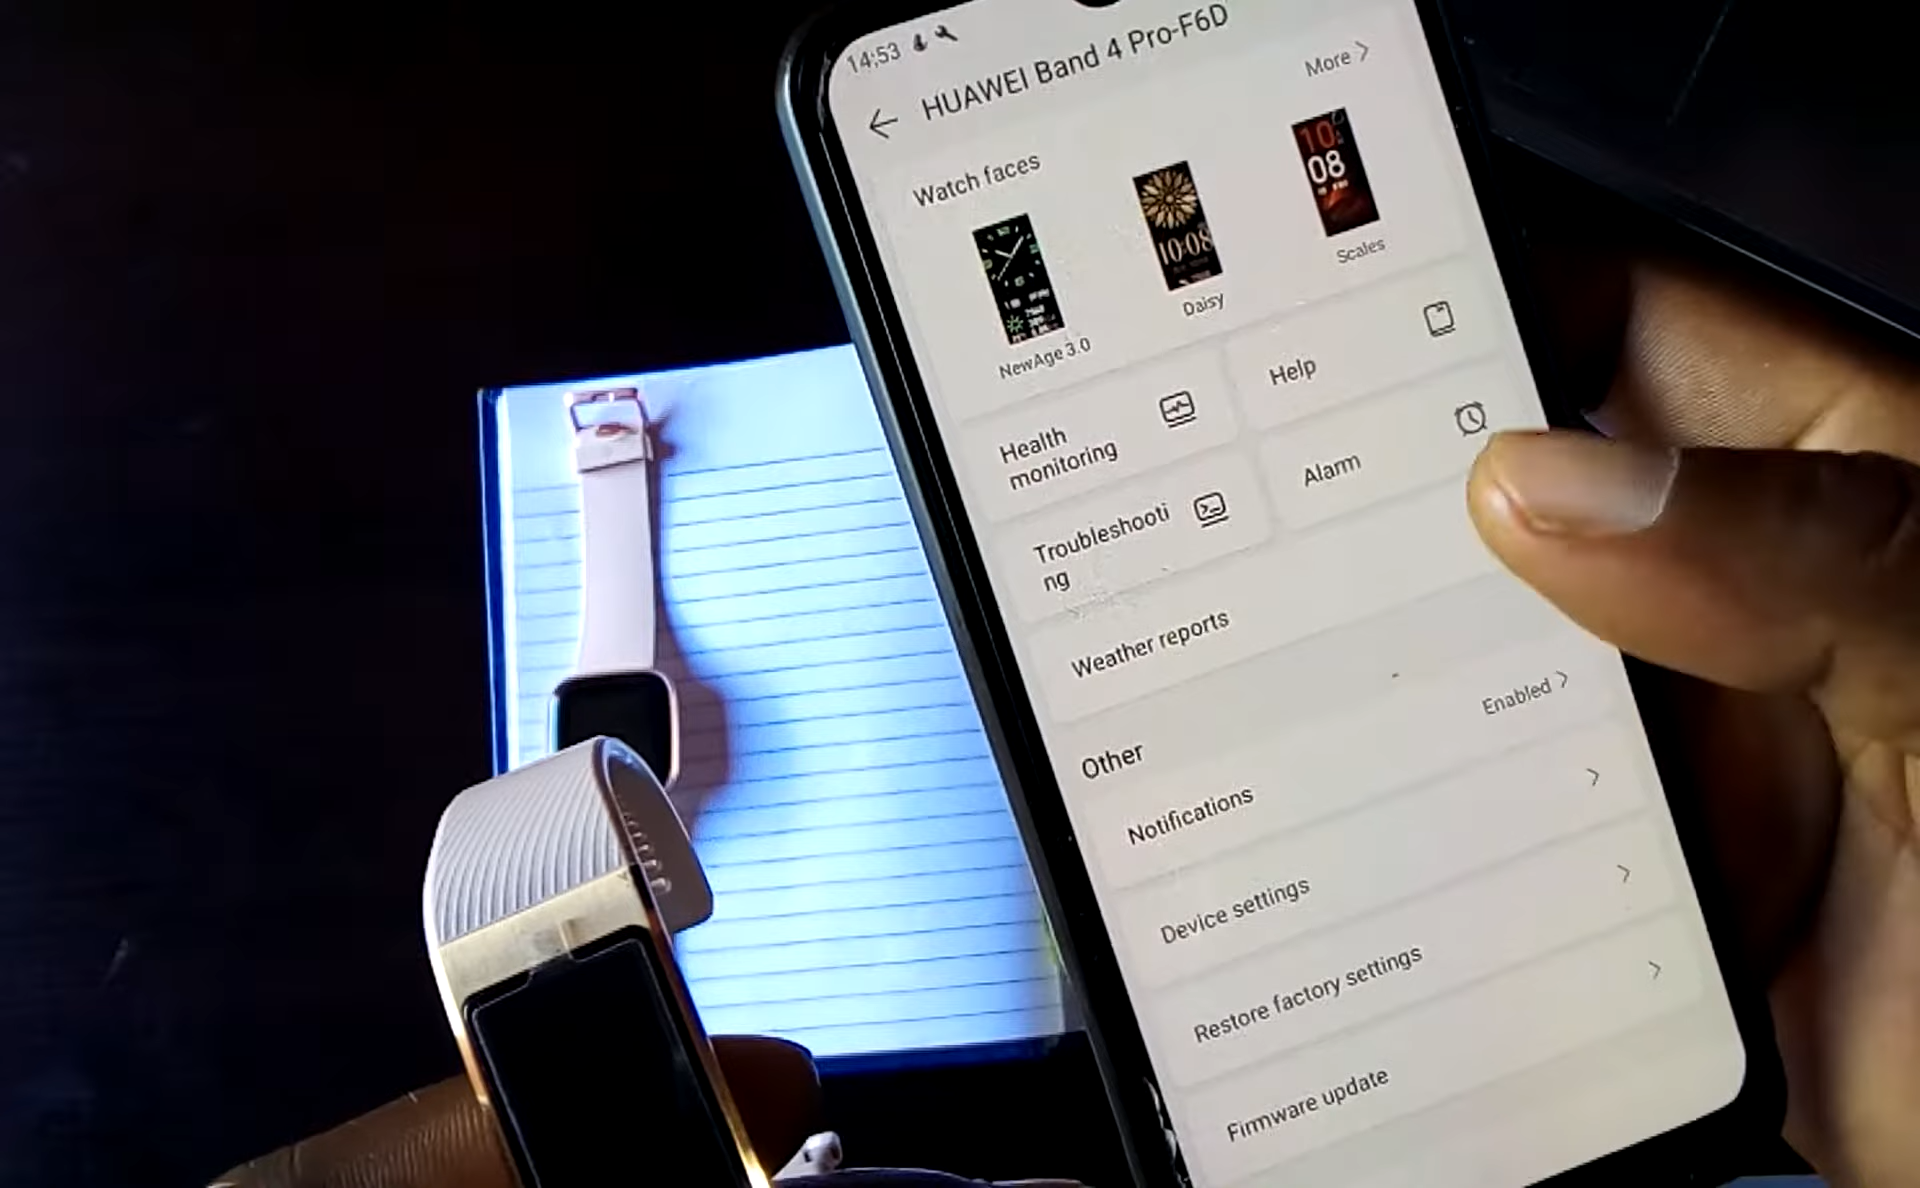 14:53
HUAWEI Band 4 Pro-F6D
Watch faces
More
NewAge 3.0
10:08
Daisy
10
08
Scales
Health
monitoring
Help
Troubleshooti
ng
Alarm
Weather reports
Other
Enabled
Notifications
Device settings
Restore factory settings
Firmware update